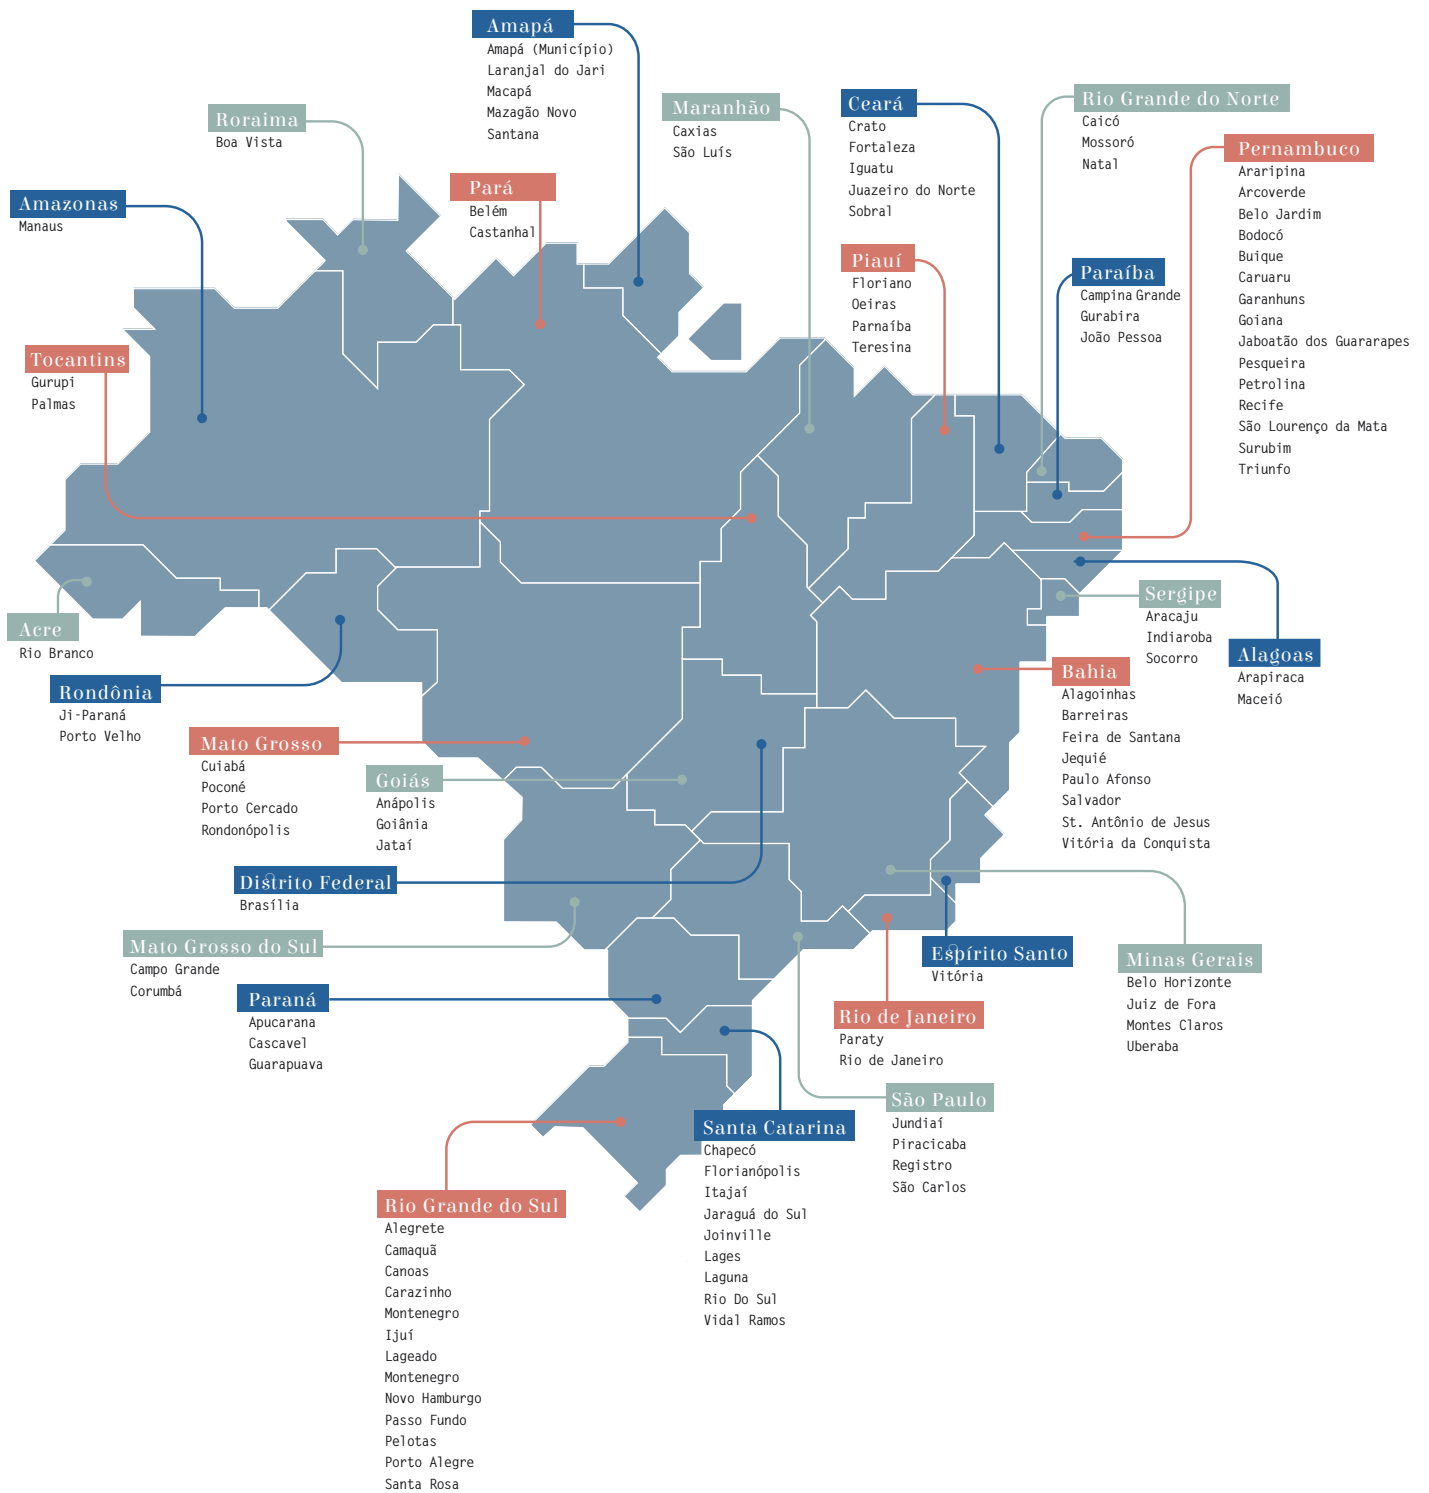 Amapá
Amapá (Município)
Laranjal do Jari
Macapá
Mazagão Novo
Santana
Roraima
Boa Vista
Maranhão
Caxias
São Luís
Ceará
Crato
Fortaleza
Iguatu
Juazeiro do Norte
Sobral
Rio Grande do Norte
Caicó
Mossoró
Natal
Pernambuco
Araripina
Arcoverde
Belo Jardim
Bodocó
Buique
Caruaru
Garanhuns
Goiana
Jaboatão dos Guararapes
Pesqueira
Petrolina
Recife
São Lourenço da Mata
Surubim
Triunfo
Amazonas
Manaus
Pará
Belém
Castanhal
Piauí
Floriano
Oeiras
Parnaíba
Teresina
Paraíba
Campina Grande
Gurabira
João Pessoa
Tocantins
Gurupi
Palmas
Acre
Rio Branco
Rondônia
Ji-Paraná
Porto Velho
Sergipe
Aracaju
Indiaroba
Socorro
Alagoas
Arapiraca
Maceió
Bahia
Alagoinhas
Barreiras
Feira de Santana
Jequié
Paulo Afonso
Salvador
St. Antônio de Jesus
Vitória da Conquista
Mato Grosso
Cuiabá
Poconé
Porto Cercado
Rondonópolis
Goiás
Anápolis
Goiânia
Jataí
Distrito Federal
Brasília
Mato Grosso do Sul
Campo Grande
Corumbá
Paraná
Apucarana
Cascavel
Guarapuava
Espírito Santo
Vitória
Minas Gerais
Belo Horizonte
Juiz de Fora
Montes Claros
Uberaba
Rio de Janeiro
Paraty
Rio de Janeiro
São Paulo
Jundiaí
Piracicaba
Registro
São Carlos
Santa Catarina
Chapecó
Florianópolis
Itajaí
Jaraguá do Sul
Joinville
Lages
Laguna
Rio Do Sul
Vidal Ramos
Rio Grande do Sul
Alegrete
Camaquã
Canoas
Carazinho
Montenegro
Ijuí
Lageado
Montenegro
Novo Hamburgo
Passo Fundo
Pelotas
Porto Alegre
Santa Rosa